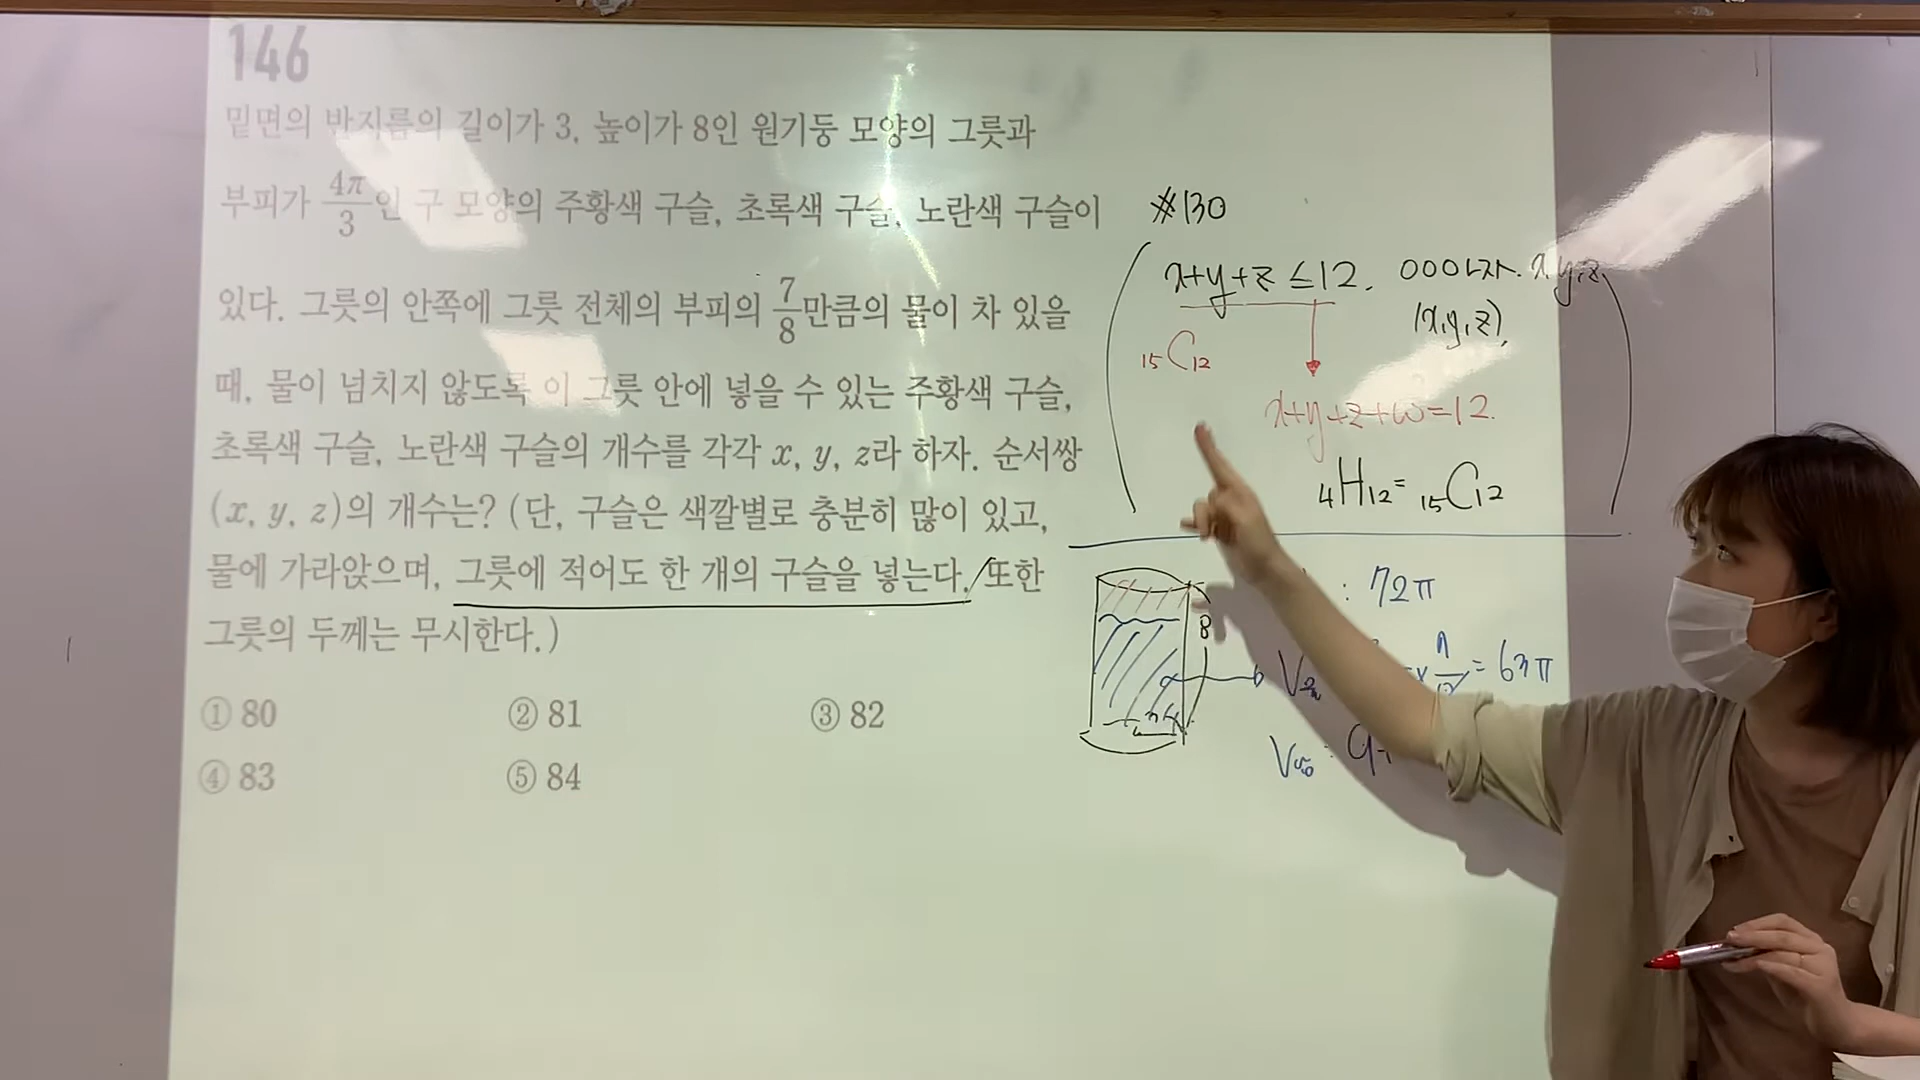 146
밑면의 반지름의 길이가 3, 높이가 8인 원기둥 모양의 그릇과
부피가 4π/3인 구 모양의 주황색 구슬, 초록색 구슬, 노란색 구슬이
있다. 그릇의 안쪽에 그릇 전체의 부피의 7/8만큼의 물이 차 있을
때, 물이 넘치지 않도록 이 그릇 안에 넣을 수 있는 주황색 구슬,
초록색 구슬, 노란색 구슬의 개수를 각각 x, y, z라 하자. 순서쌍
(x, y, z)의 개수는? (단, 구슬은 색깔별로 충분히 많이 있고,
물에 가라앉으며, 그릇에 적어도 한 개의 구슬을 넣는다. 또한
그릇의 두께는 무시한다.)
① 80 ② 81 ③ 82
④ 83 ⑤ 84
#130
x+y+z ≤12. x,y,z
(x,y,z),
₁₅C₁₂
x+y+z+w=12.
₄H₁₂= ₁₅C₁₂
: 72π
8
= 63π